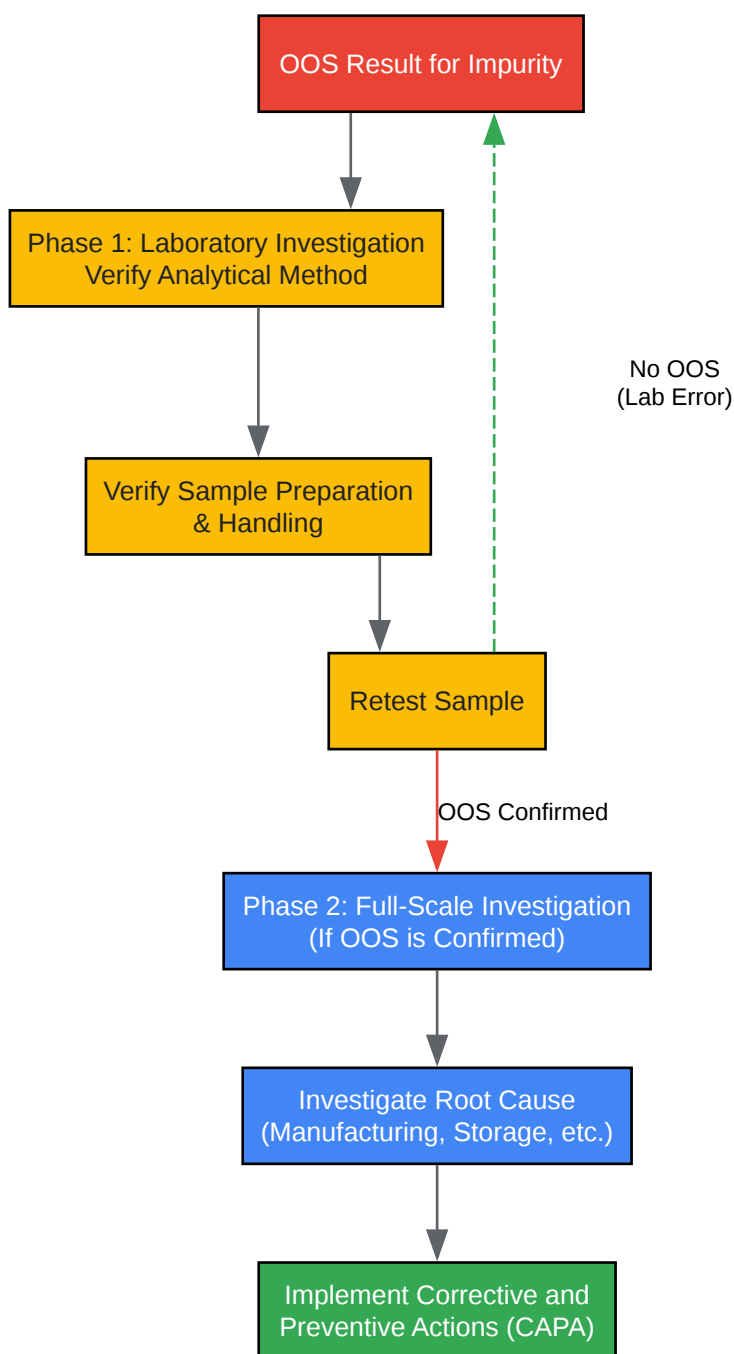 OOS Result for Impurity
Phase 1: Laboratory Investigation
Verify Analytical Method
No OOS
(Lab Error)
Verify Sample Preparation
& Handling
Retest Sample
OOS Confirmed
Phase 2: Full-Scale Investigation
(If OOS is Confirmed)
Investigate Root Cause
(Manufacturing, Storage, etc.)
Implement Corrective and
Preventive Actions (CAPA)